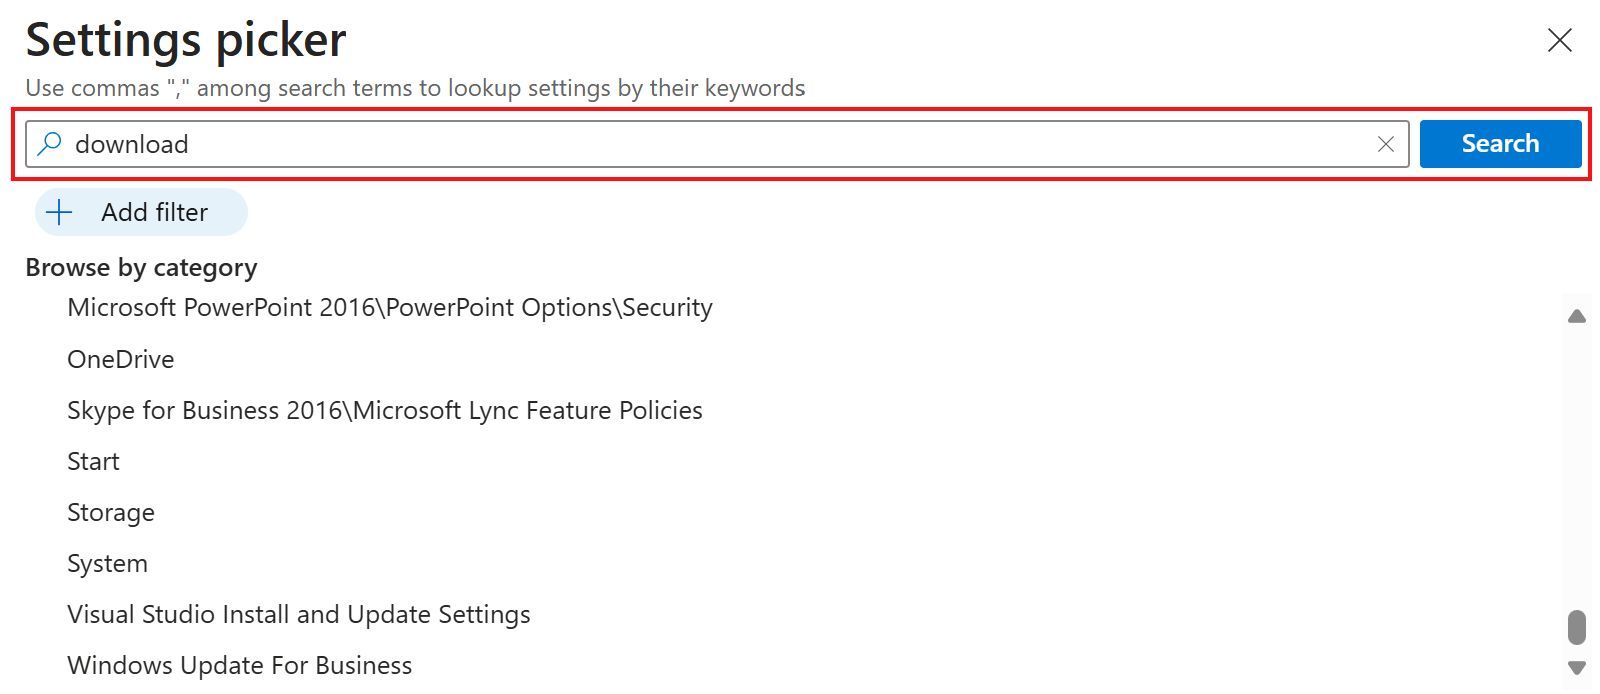 Settings picker
Use commas "," among search terms to lookup settings by their keywords
download
Search
Add filter
Browse by category
Microsoft PowerPoint 2016\PowerPoint Options\Security
OneDrive
Skype for Business 2016\Microsoft Lync Feature Policies
Start
Storage
System
Visual Studio Install and Update Settings
Windows Update For Business